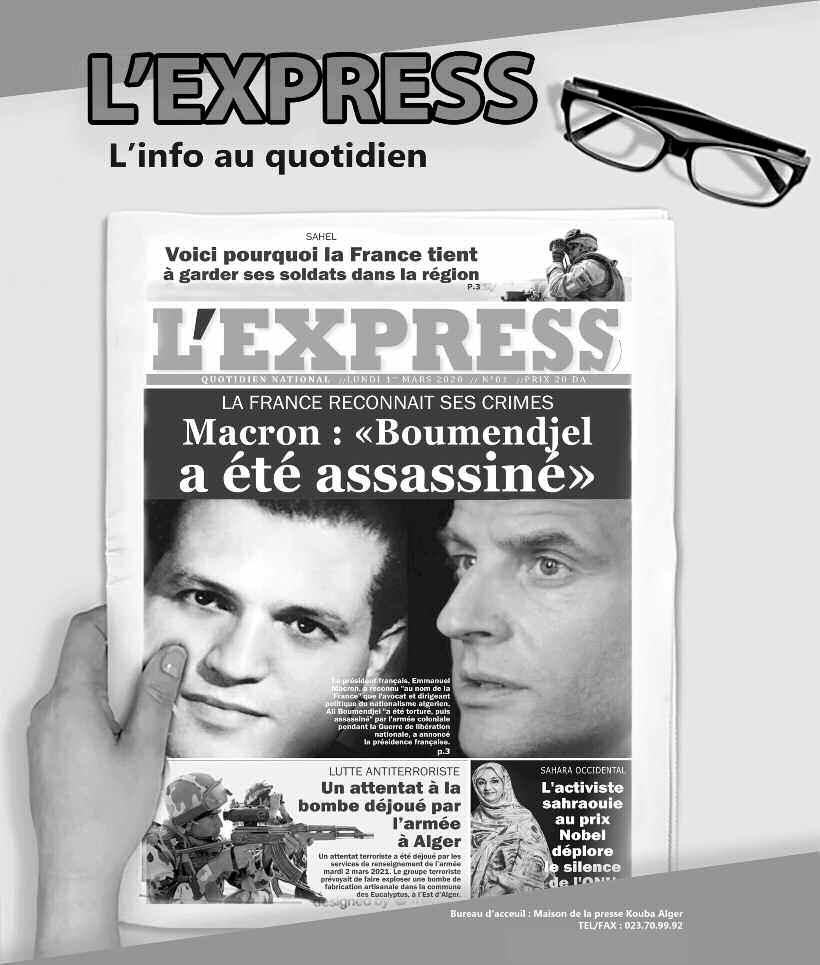 L'EXPRESS
L'info au quotidien
SAHEL
Voici pourquoi la France tient
à garder ses soldats dans la région
P.3
L'EXPRESS
QUOTIDIEN NATIONAL //LUNDI 1er MARS 2020 // N°01 //PRIX 20 DA
LA FRANCE RECONNAIT SES CRIMES
Macron : «Boumendjel
a été assassiné»
Le président français, Emmanuel
Macron, a reconnu "au nom de la
France" que l'avocat et dirigeant
politique du nationalisme algerien,
Ali Boumendjel "a été torturé, puis
assassiné" par l'armée coloniale
pendant la Guerre de libération
nationale, a annoncé
la présidence française.
p.3
LUTTE ANTITERRORISTE
Un attentat à la
bombe déjoué par
l'armée
à Alger
Un attentat terroriste a été déjoué par les
services de renseignement de l'armée
mardi 2 mars 2021. Le groupe terroriste
prévoyait de faire exploser une bombe de
fabrication artisanale dans la commune
des Eucalyptus, à l'Est d'Alger.
SAHARA OCCIDENTAL
L'activiste
sahraouie
au prix
Nobel
déplore
le silence
de l'ONU
designed by
Bureau d'acceuil : Maison de la presse Kouba Alger
TEL/FAX : 023.70.99.92